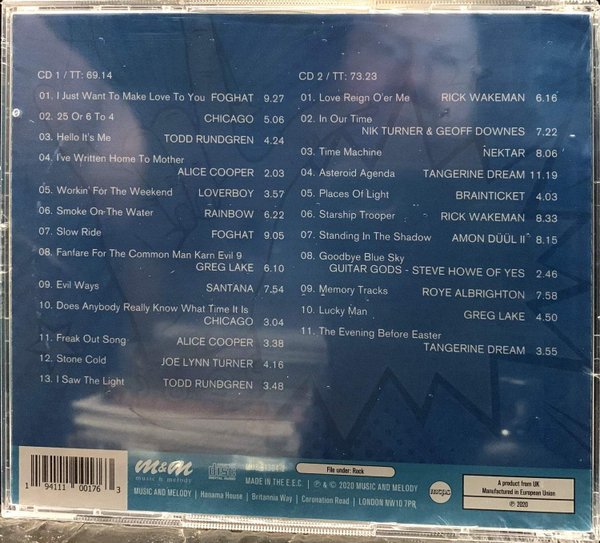 CD 1 / TT: 69.14
01. I Just Want To Make Love To You FOGHAT 9.27
02. 25 Or 6 To 4 CHICAGO 5.06
03. Hello It's Me TODD RUNDGREN 4.24
04. I've Written Home To Mother
ALICE COOPER 2.03
05. Workin' For The Weekend LOVERBOY 3.57
06. Smoke On The Water RAINBOW 6.22
07. Slow Ride FOGHAT 9.05
08. Fanfare For The Common Man Karn Evil 9
GREG LAKE 6.10
09. Evil Ways SANTANA 7.54
10. Does Anybody Really Know What Time It Is
CHICAGO 3.04
11. Freak Out Song ALICE COOPER 3.38
12. Stone Cold JOE LYNN TURNER 4.16
13. I Saw The Light TODD RUNDGREN 3.48
CD 2 / TT: 73.23
01. Love Reign O'er Me RICK WAKEMAN 6.16
02. In Our Time
NIK TURNER & GEOFF DOWNES 7.22
03. Time Machine NEKTAR 8.06
04. Asteroid Agenda TANGERINE DREAM 11.19
05. Places Of Light BRAINTICKET 4.03
06. Starship Trooper RICK WAKEMAN 8.33
07. Standing In The Shadow AMON DÜÜL II 8.15
08. Goodbye Blue Sky
GUITAR GODS - STEVE HOWE OF YES 2.46
09. Memory Tracks ROYE ALBRIGHTON 7.58
10. Lucky Man GREG LAKE 4.50
11. The Evening Before Easter
TANGERINE DREAM 3.55
1 94111 00176 3
M&M
music & melody
disc
DIGITAL AUDIO
File under: Rock
MADE IN THE E.E.C. | ℗ & © 2020 MUSIC AND MELODY
MUSIC AND MELODY | Hanama House | Britannia Way | Coronation Road | LONDON NW10 7PR
mcps
A product from UK
Manufactured in European Union
℗ 2020